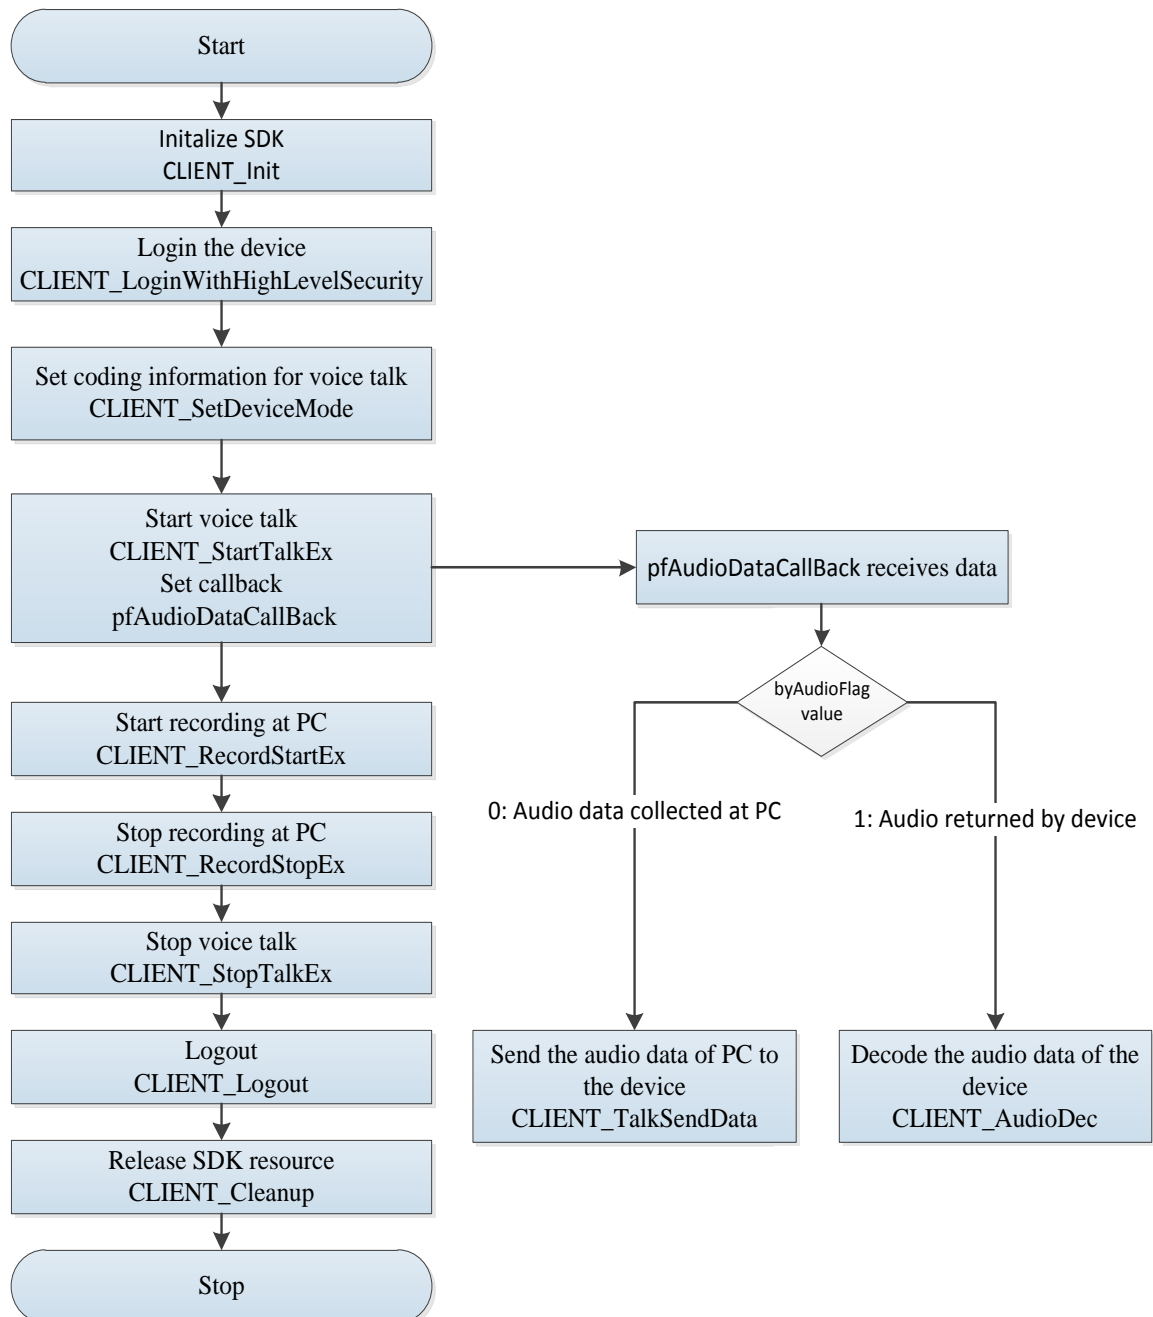 Start
Initalize SDK
CLIENT_Init
Login the device
CLIENT_LoginWithHighLevelSecurity
Set coding information for voice talk
CLIENT_SetDeviceMode
Start voice talk
CLIENT_StartTalkEx
Set callback
pfAudioDataCallBack
pfAudioDataCallBack receives data
byAudioFlag
value
0: Audio data collected at PC
1: Audio returned by device
Start recording at PC
CLIENT_RecordStartEx
Stop recording at PC
CLIENT_RecordStopEx
Stop voice talk
CLIENT_StopTalkEx
Logout
CLIENT_Logout
Send the audio data of PC to
the device
CLIENT_TalkSendData
Decode the audio data of the
device
CLIENT_AudioDec
Release SDK resource
CLIENT_Cleanup
Stop